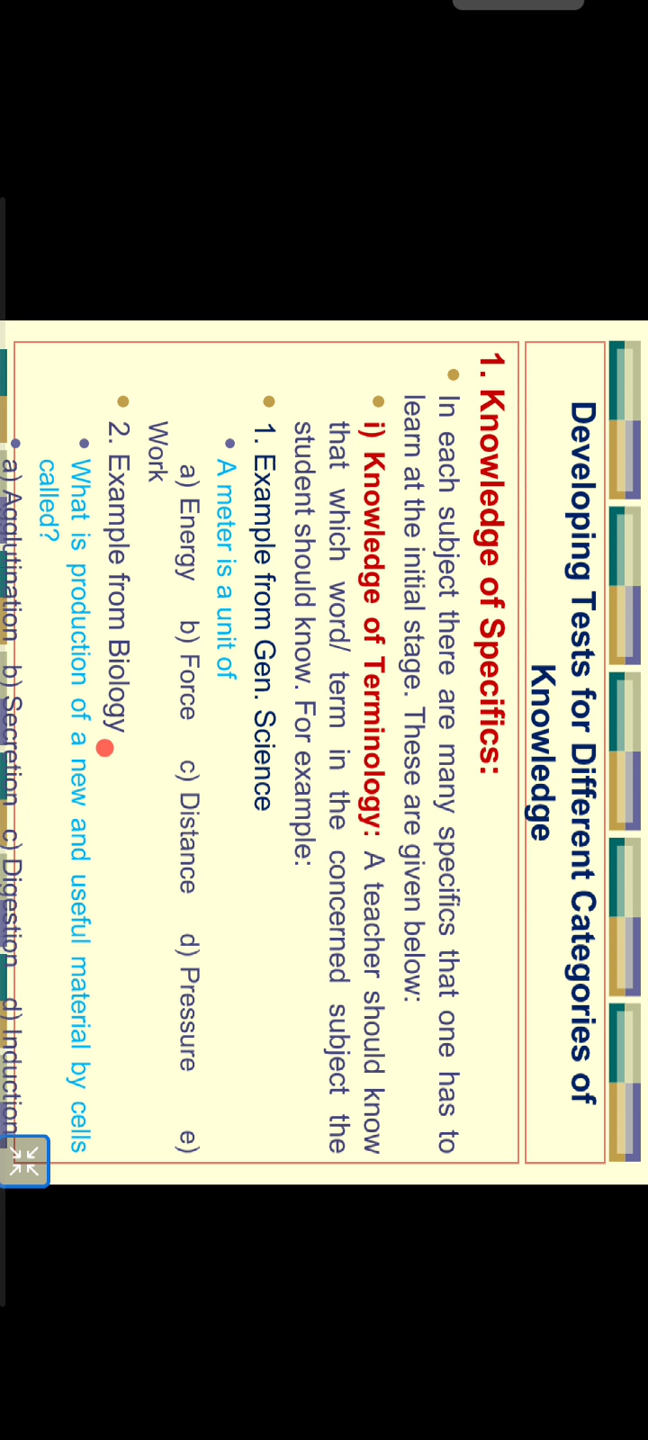 Developing Tests for Different Categories of
Knowledge
1. Knowledge of Specifics:
In each subject there are many specifics that one has to
learn at the initial stage. These are given below:
i) Knowledge of Terminology: A teacher should know
that which word/ term in the concerned subject the
student should know. For example:
1. Example from Gen. Science
A meter is a unit of
a) Energy b) Force c) Distance d) Pressure e)
Work
2. Example from Biology
What is production of a new and useful material by cells
called?
a) Agglutination b) Secretion c) Digestion d) Induction